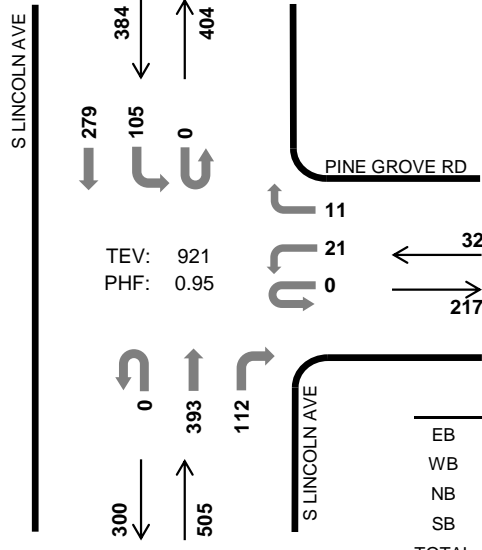 S LINCOLN AVE
384
404
279
105
0
PINE GROVE RD
11
21
0
32
217
TEV: 921
PHF: 0.95
0
393
112
S LINCOLN AVE
300
505
EB
WB
NB
SB
TOTAL